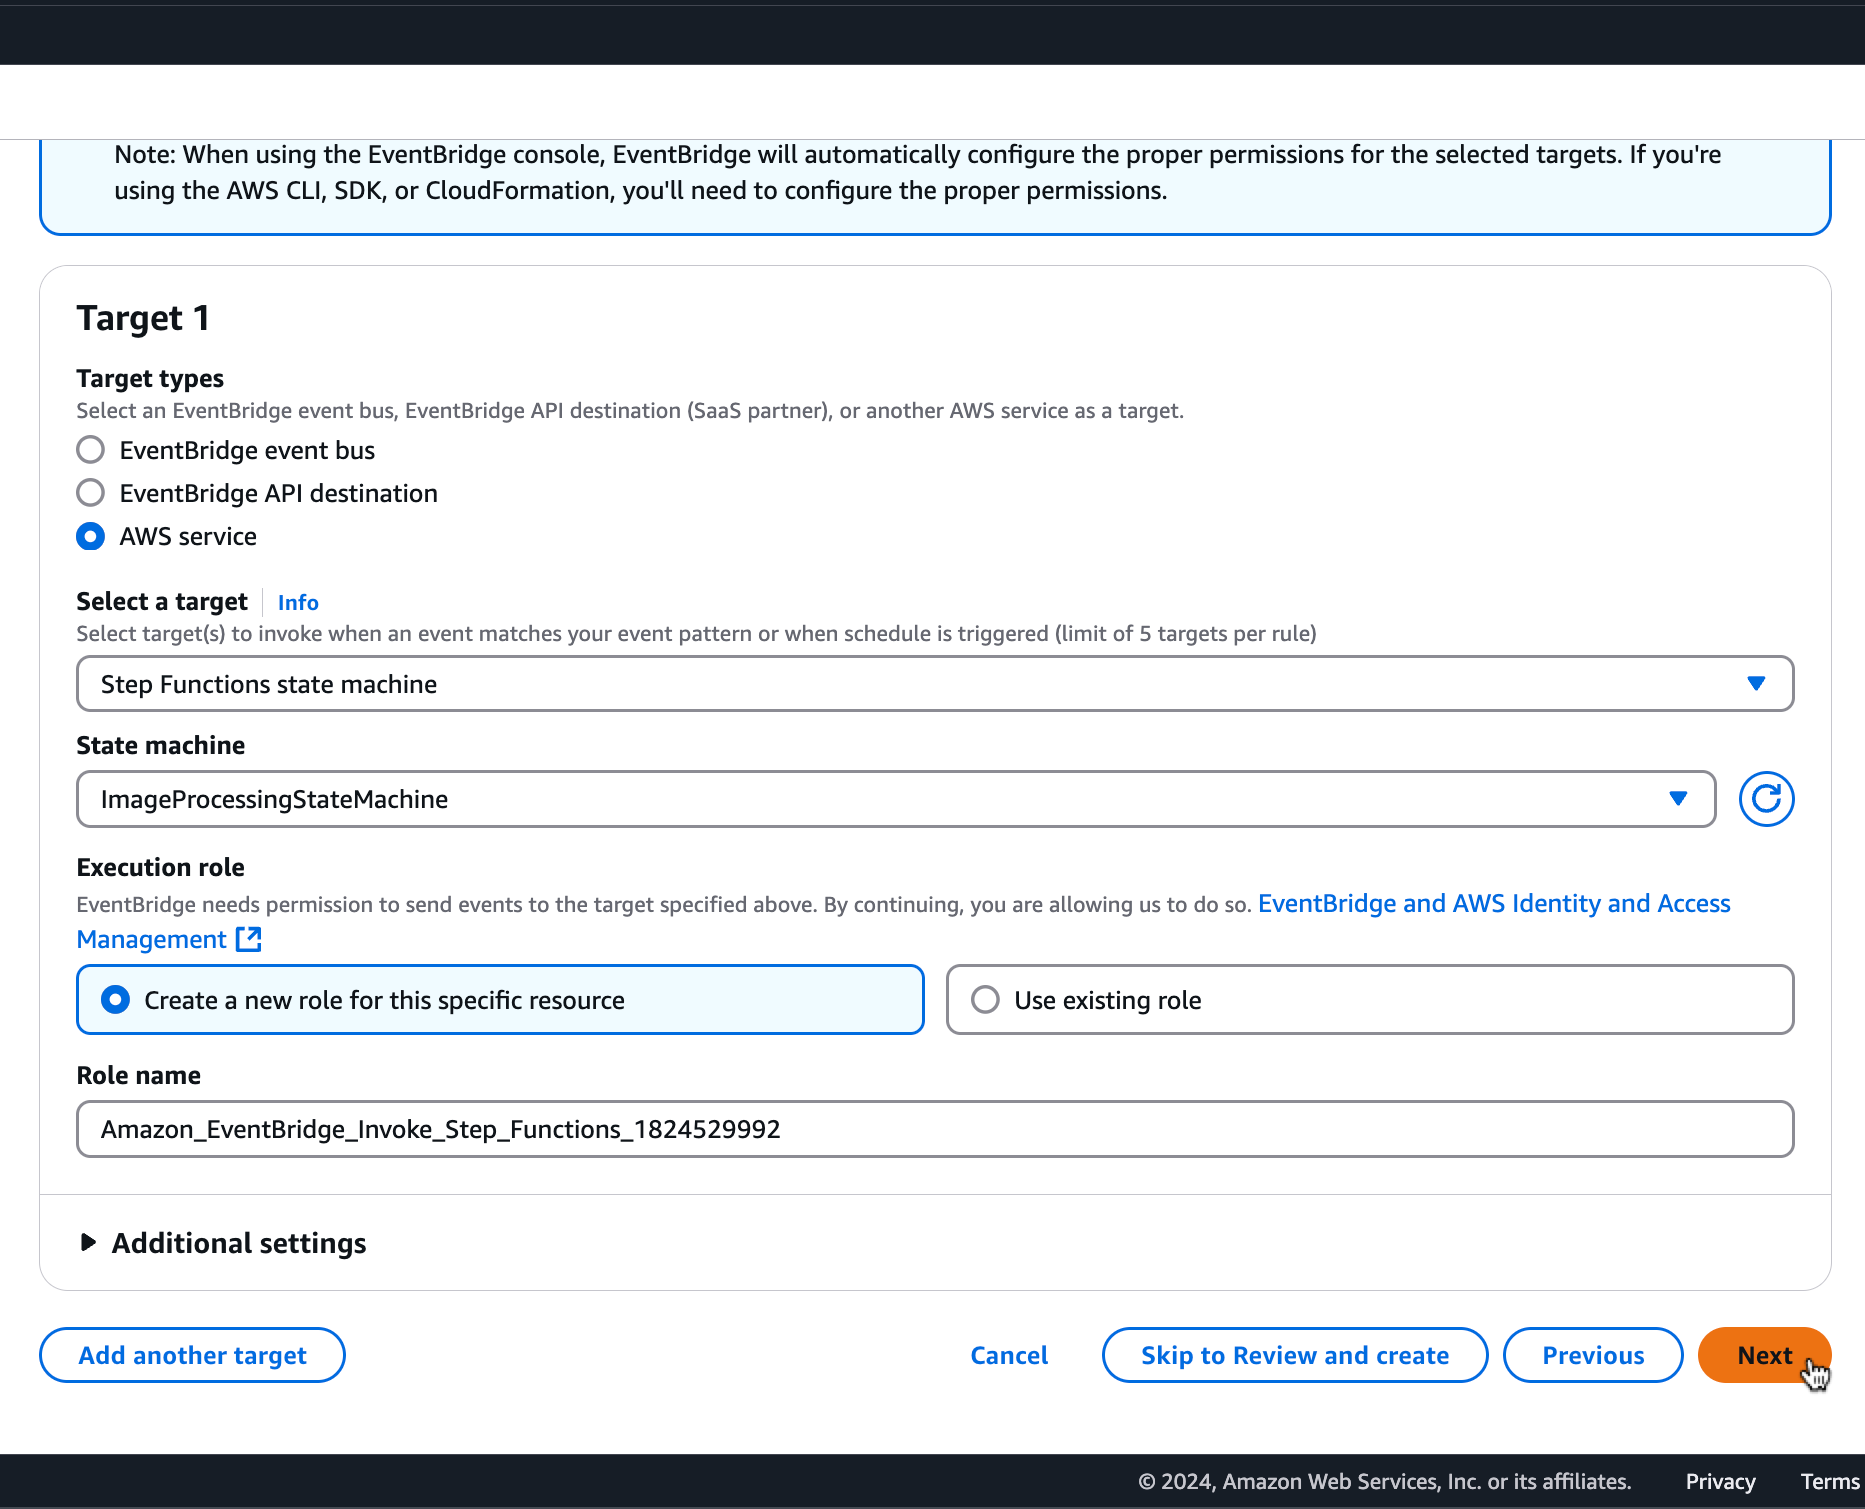 Note: When using the EventBridge console, EventBridge will automatically configure the proper permissions for the selected targets. If you're
using the AWS CLI, SDK, or CloudFormation, you'll need to configure the proper permissions.
Target 1
Target types
Select an EventBridge event bus, EventBridge API destination (SaaS partner), or another AWS service as a target.
EventBridge event bus
EventBridge API destination
AWS service
Select a target Info
Select target(s) to invoke when an event matches your event pattern or when schedule is triggered (limit of 5 targets per rule)
Step Functions state machine
State machine
ImageProcessingStateMachine
Execution role
EventBridge needs permission to send events to the target specified above. By continuing, you are allowing us to do so. EventBridge and AWS Identity and Access
Management
Create a new role for this specific resource Use existing role
Role name
Amazon_EventBridge_Invoke_Step_Functions_1824529992
Additional settings
Add another target Cancel Skip to Review and create Previous Next
© 2024, Amazon Web Services, Inc. or its affiliates. Privacy Terms